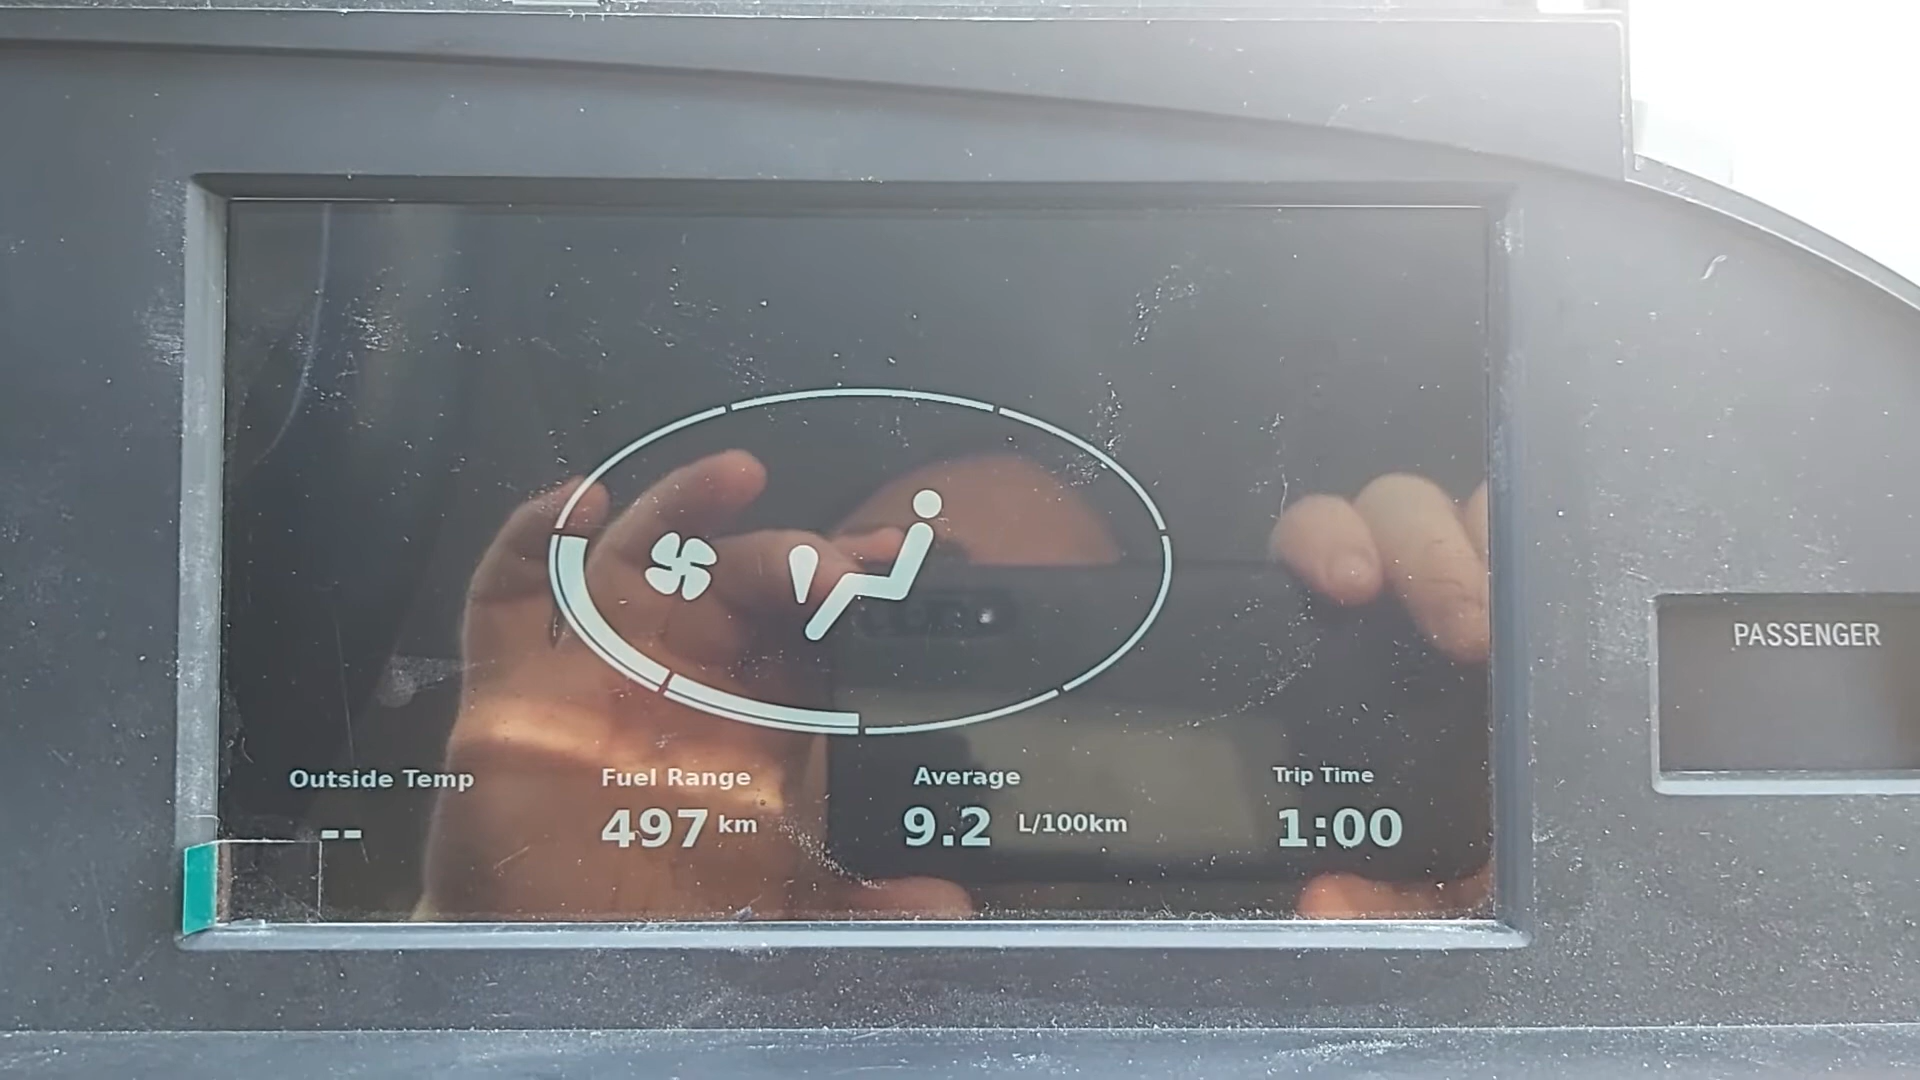 Outside Temp
--
Fuel Range
497 km
Average
9.2 L/100km
Trip Time
1:00
PASSENGER